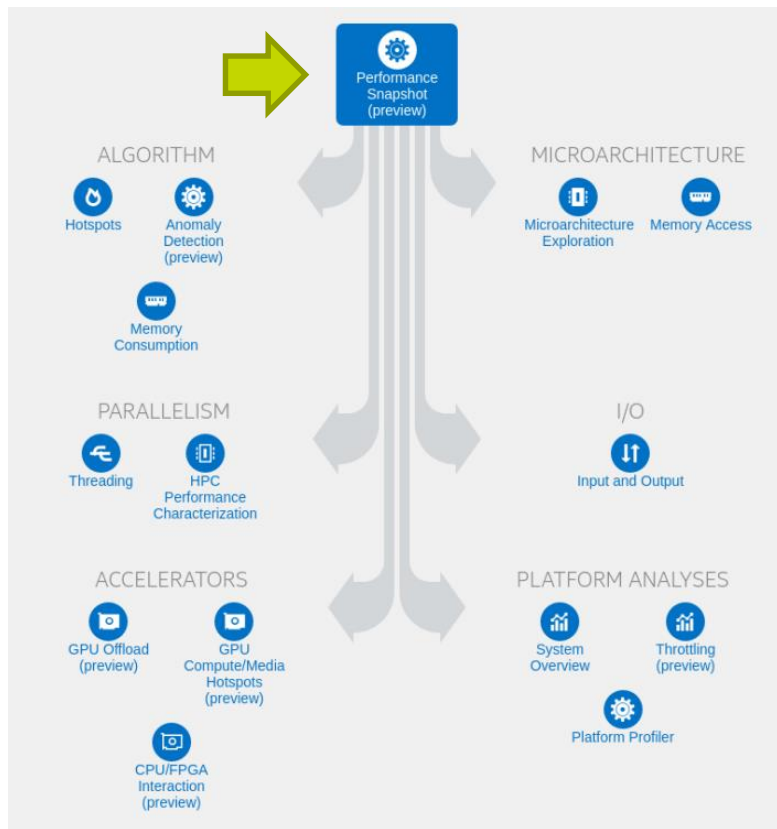 Performance
Snapshot
(preview)
ALGORITHM
Hotspots
Anomaly
Detection
(preview)
Memory
Consumption
MICROARCHITECTURE
Microarchitecture
Exploration
Memory Access
PARALLELISM
Threading
HPC
Performance
Characterization
I/O
Input and Output
ACCELERATORS
GPU Offload
(preview)
GPU
Compute/Media
Hotspots
(preview)
CPU/FPGA
Interaction
(preview)
PLATFORM ANALYSES
System
Overview
Throttling
(preview)
Platform Profiler